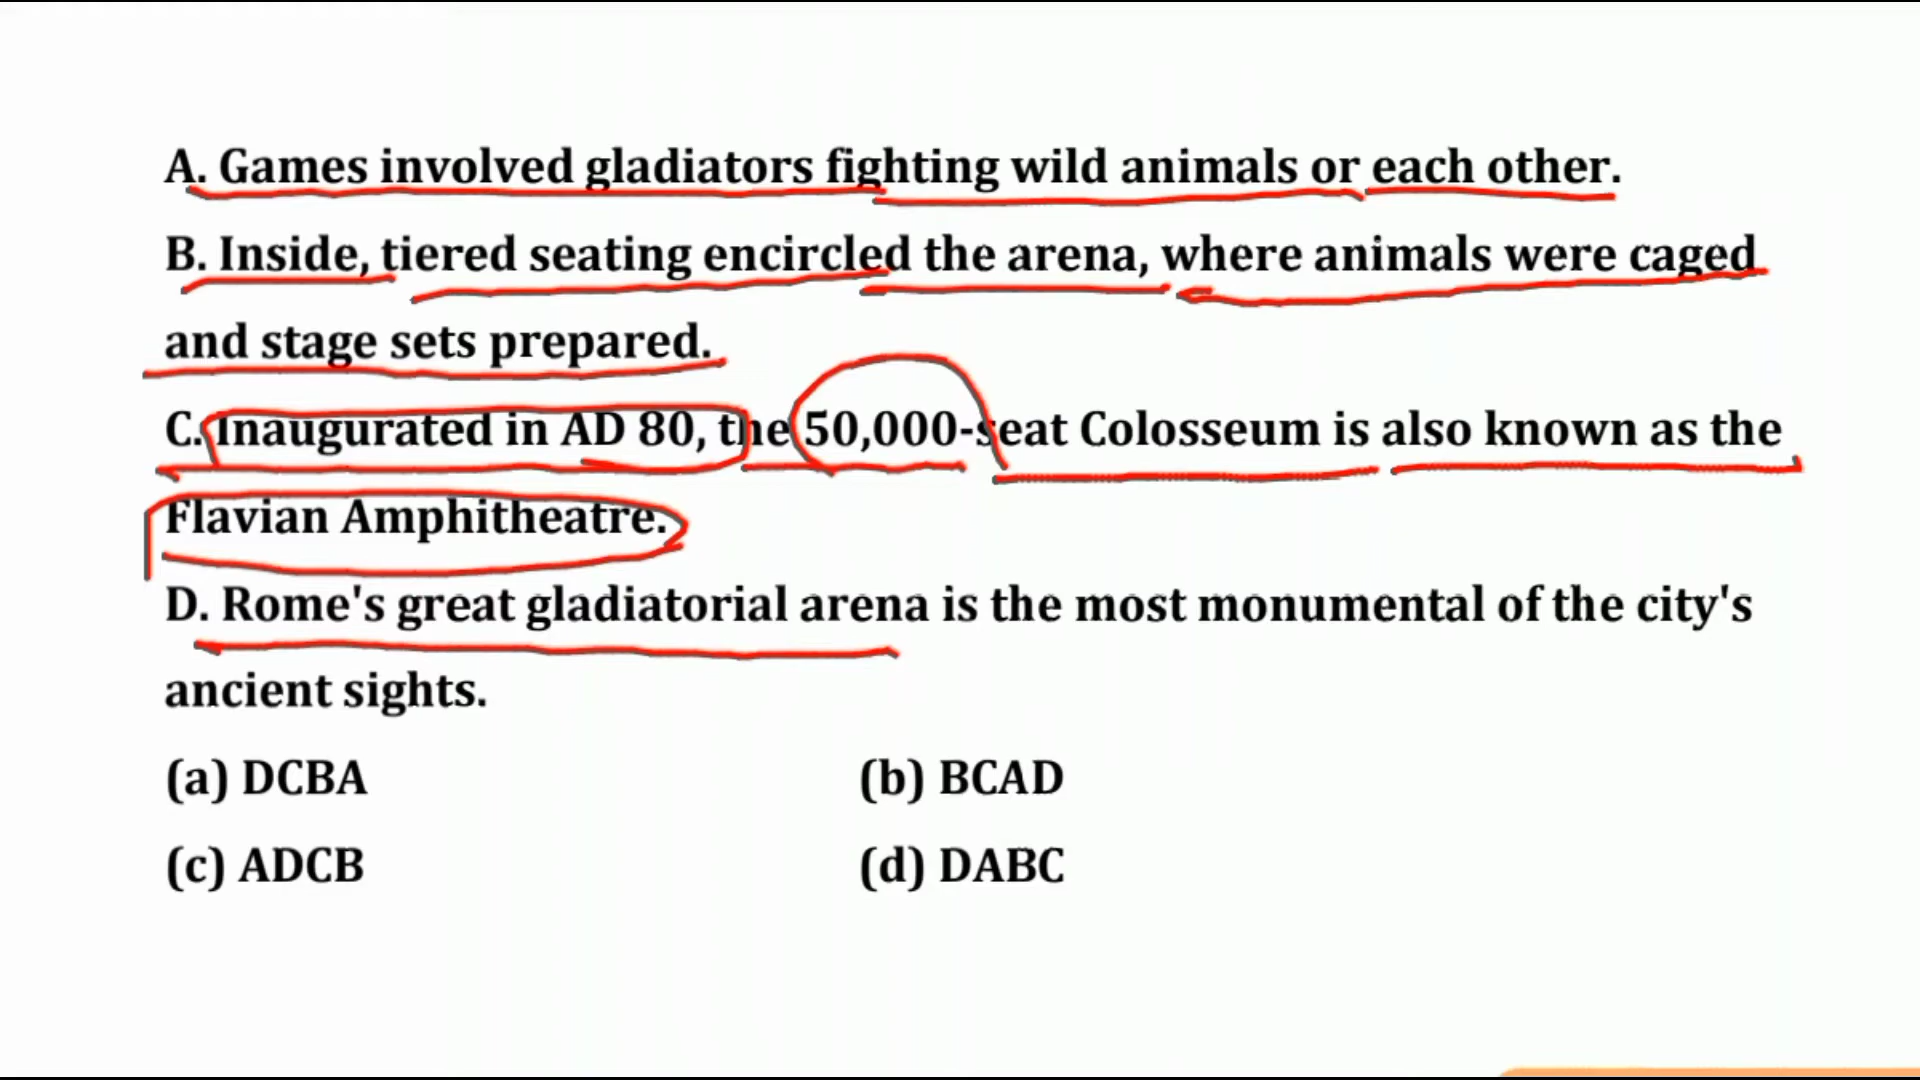 A. Games involved gladiators fighting wild animals or each other.
B. Inside, tiered seating encircled the arena, where animals were caged
and stage sets prepared.
C. Inaugurated in AD 80, the 50,000-seat Colosseum is also known as the
Flavian Amphitheatre.
D. Rome's great gladiatorial arena is the most monumental of the city's
ancient sights.
(a) DCBA (b) BCAD
(c) ADCB (d) DABC